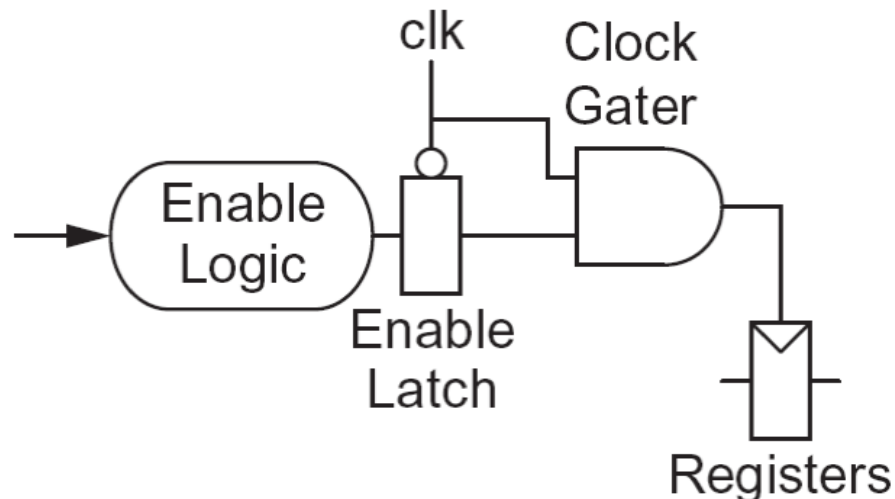 clk
Clock
Gater
Enable
Logic
Enable
Latch
Registers